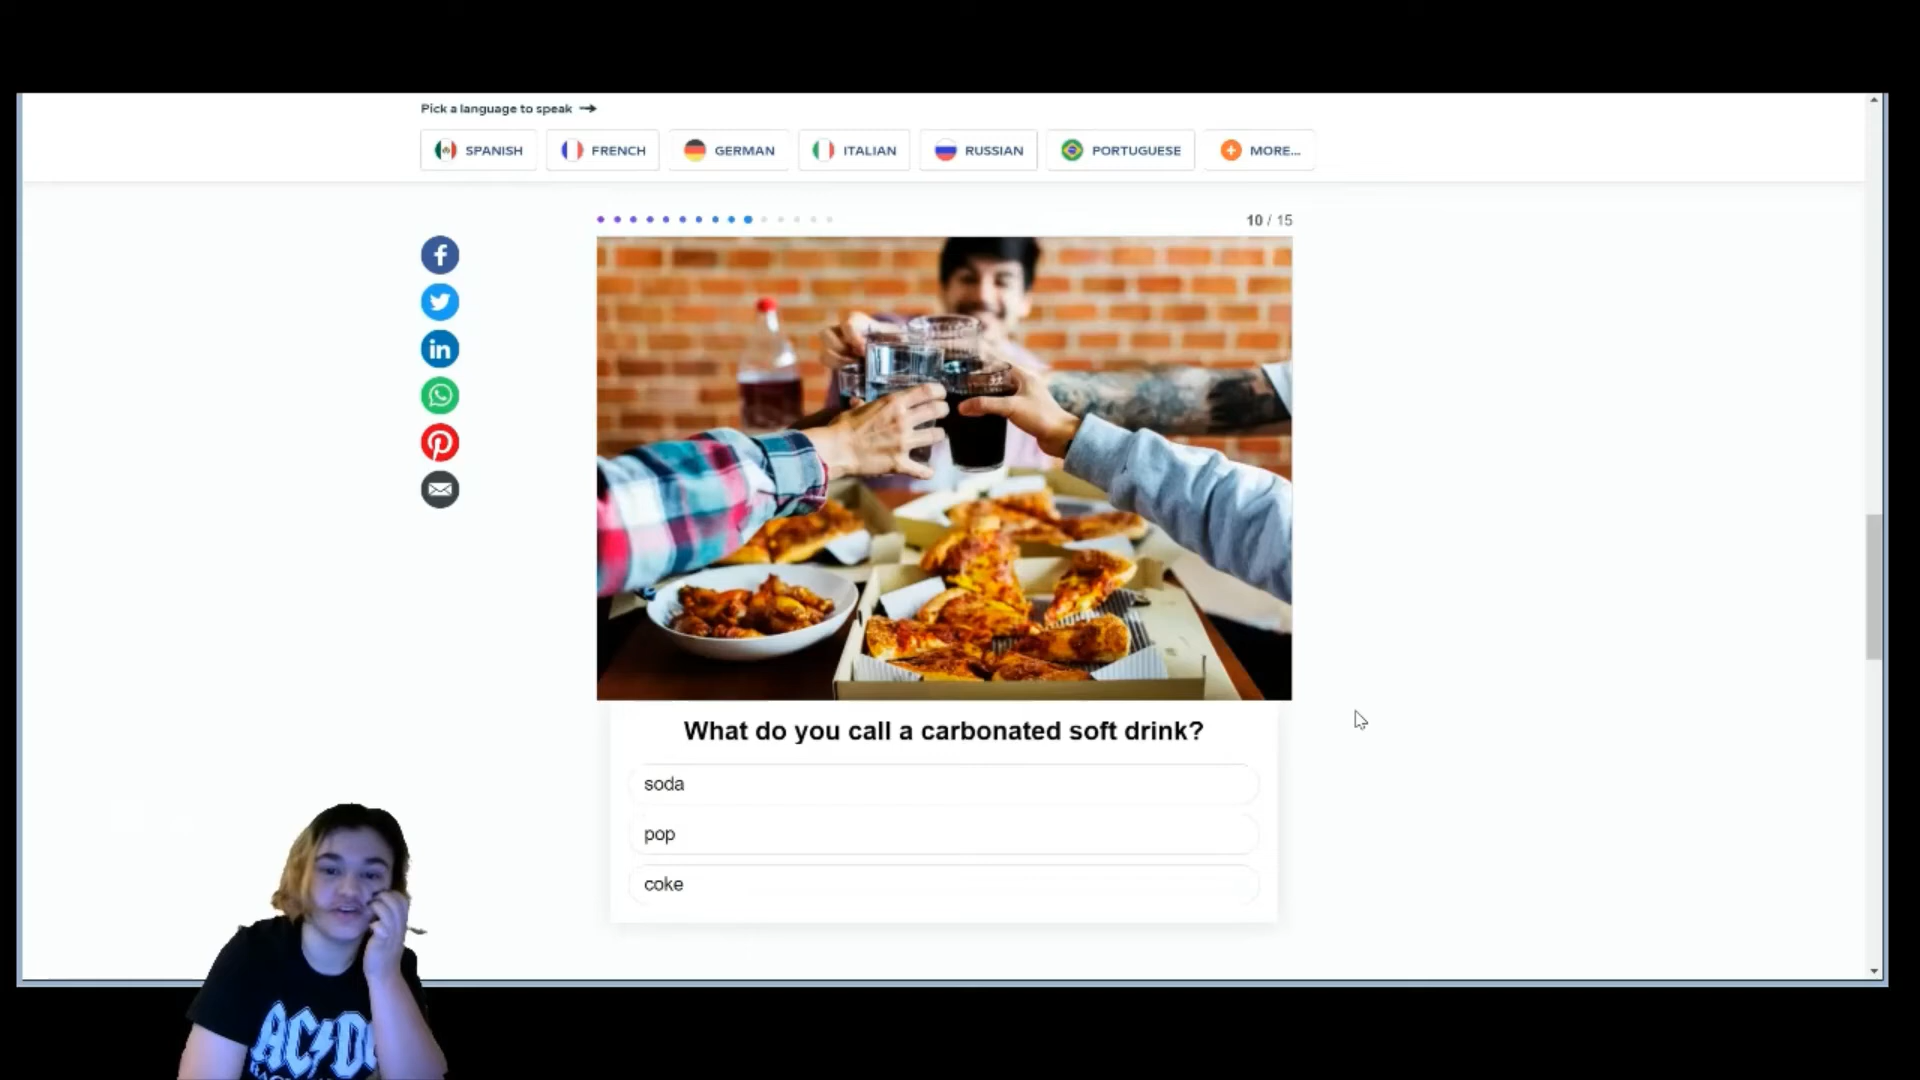 Pick a language to speak →
SPANISH FRENCH GERMAN ITALIAN RUSSIAN PORTUGUESE MORE...
10 / 15
What do you call a carbonated soft drink?
soda
pop
coke
AC/DC